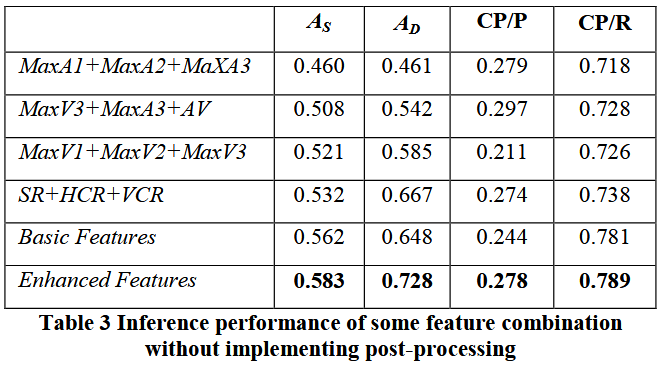 A_S A_D CP/P CP/R
MaxA1+MaxA2+MaXA3 0.460 0.461 0.279 0.718
MaxV3+MaxA3+AV 0.508 0.542 0.297 0.728
MaxV1+MaxV2+MaxV3 0.521 0.585 0.211 0.726
SR+HCR+VCR 0.532 0.667 0.274 0.738
Basic Features 0.562 0.648 0.244 0.781
Enhanced Features 0.583 0.728 0.278 0.789
Table 3 Inference performance of some feature combination
without implementing post-processing